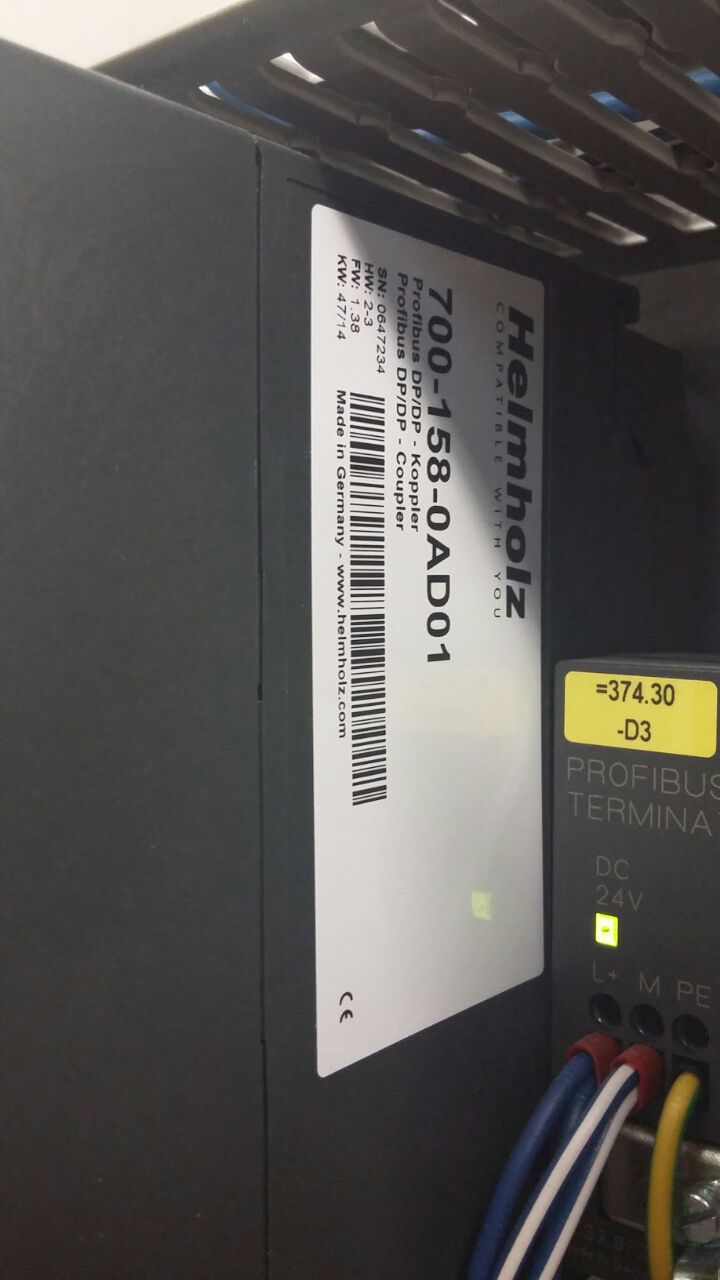 Helmholz
COMPATIBLE WITH YOU
700-158-0AD01
Profibus DP/DP - Koppler
Profibus DP/DP - Coupler
SN: 0647234
HW: 2-3
FW: 1.38
KW: 47/14
Made in Germany - www.helmholz.com
CE
=374.30
-D3
PROFIBUS
TERMINA
DC
24V
L+ M PE